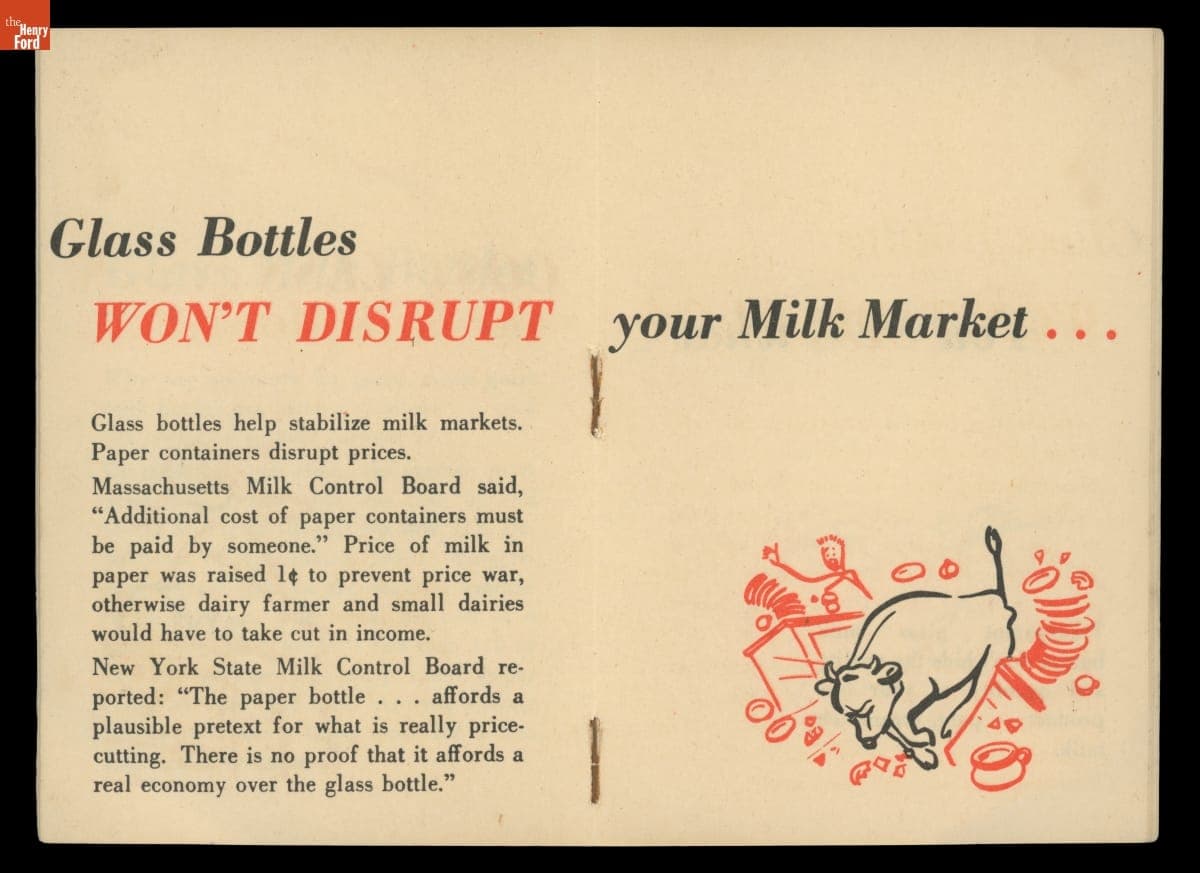 the
Henry
Ford
Glass Bottles
WON'T DISRUPT your Milk Market . . .
Glass bottles help stabilize milk markets.
Paper containers disrupt prices.
Massachusetts Milk Control Board said,
“Additional cost of paper containers must
be paid by someone.” Price of milk in
paper was raised 1¢ to prevent price war,
otherwise dairy farmer and small dairies
would have to take cut in income.
New York State Milk Control Board re-
ported: “The paper bottle . . . affords a
plausible pretext for what is really price-
cutting. There is no proof that it affords a
real economy over the glass bottle.”